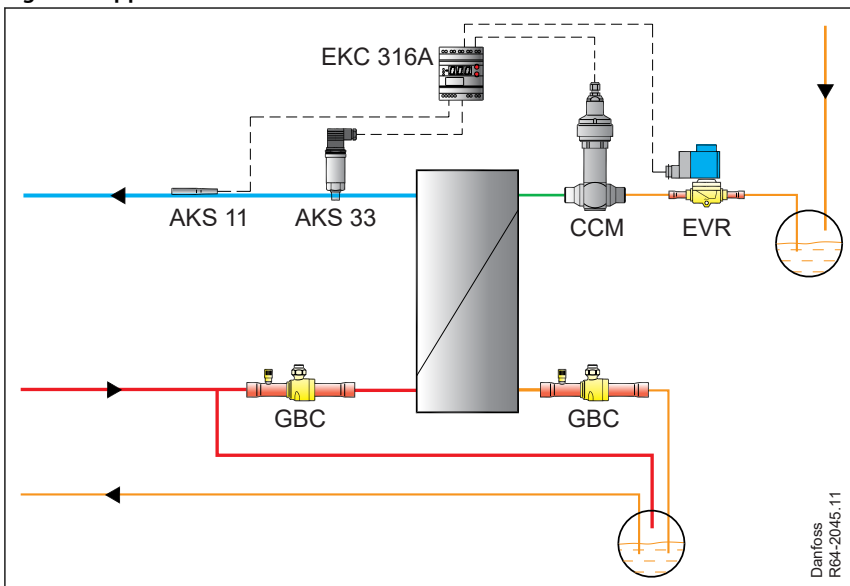 EKC 316A
AKS 11
AKS 33
CCM
EVR
GBC
GBC
Danfoss
R64-2045.11